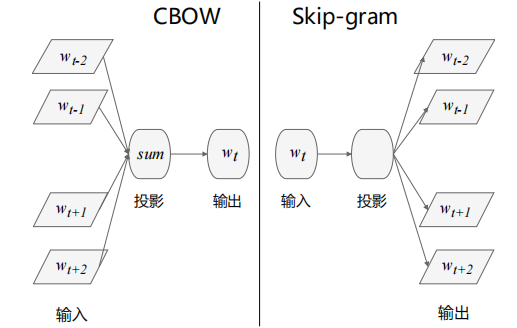 CBOW
w_{t-2}
w_{t-1}
w_{t+1}
w_{t+2}
输入
sum
投影
w_t
输出
Skip-gram
w_t
输入
投影
w_{t-2}
w_{t-1}
w_{t+1}
w_{t+2}
输出